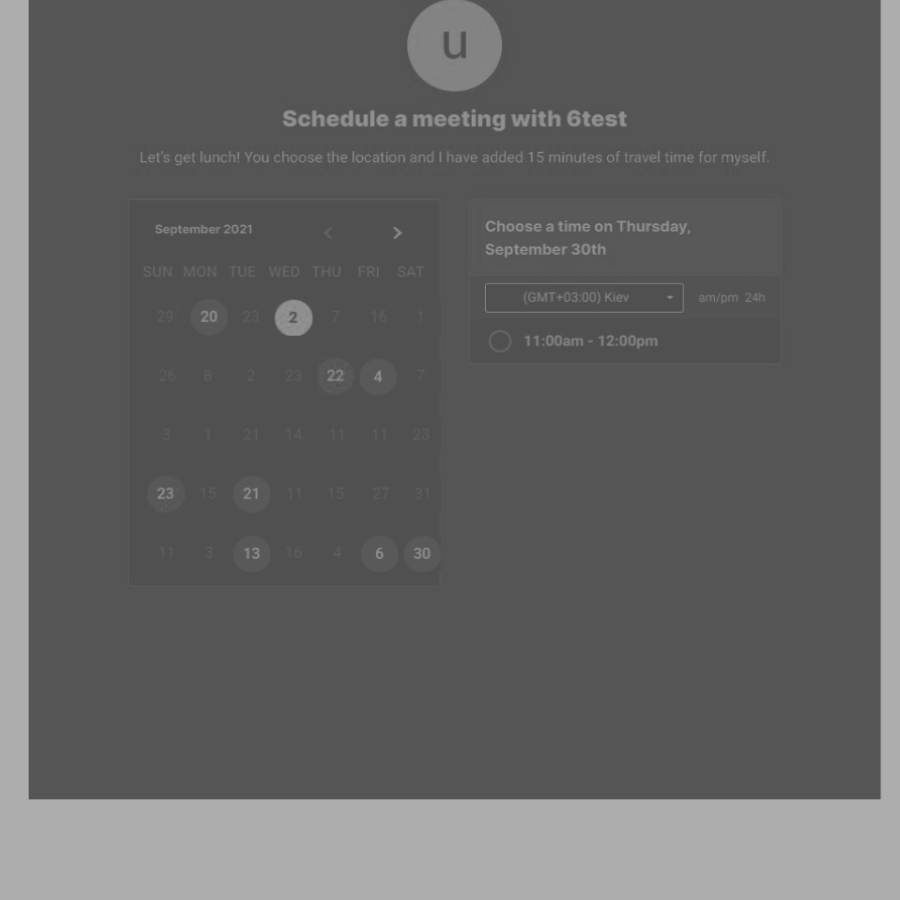 u
Schedule a meeting with 6test
Let's get lunch! You choose the location and I have added 15 minutes of travel time for myself.
September 2021
SUN MON TUE WED THU FRI SAT
29 20 23 2 7 16 1
26 8 2 23 22 4 7
3 1 21 14 11 11 23
23 15 21 11 15 27 31
11 3 13 16 4 6 30
Choose a time on Thursday,
September 30th
(GMT+03:00) Kiev am/pm 24h
11:00am - 12:00pm